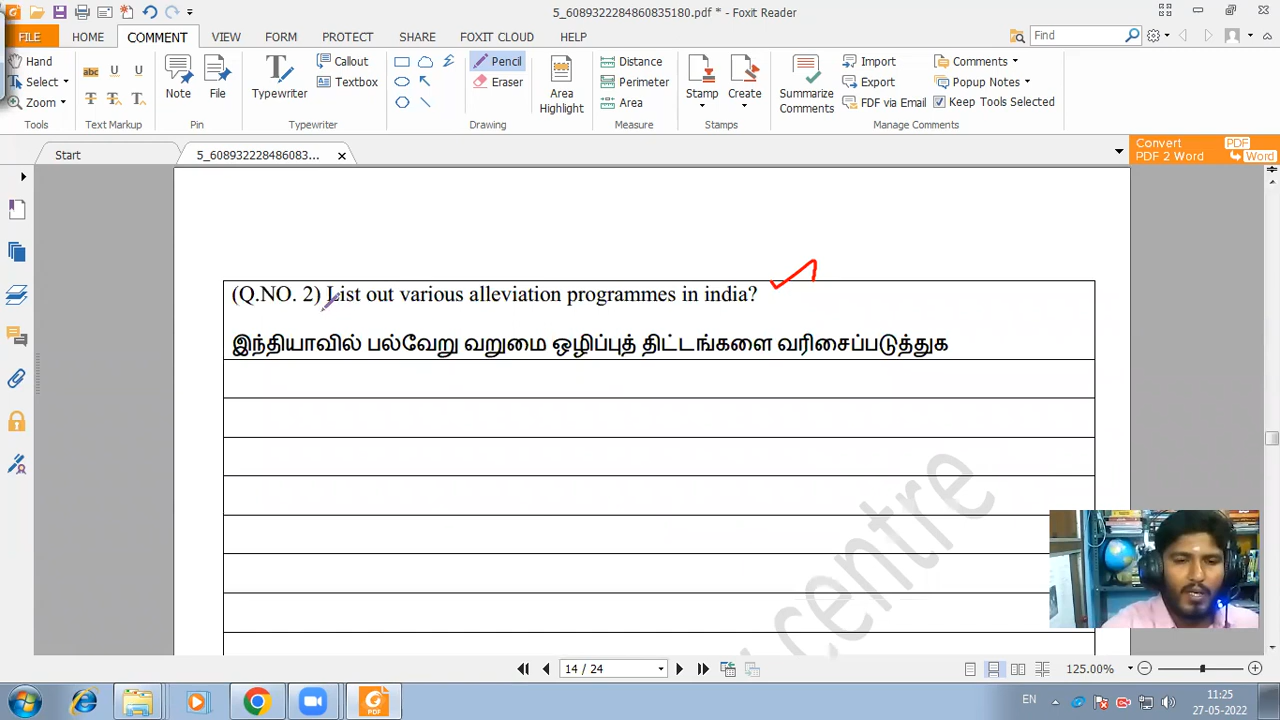 5_6089322284860835180.pdf * - Foxit Reader
FILE HOME COMMENT VIEW FORM PROTECT SHARE FOXIT CLOUD HELP Find
Hand Callout Pencil Distance Import Comments
Select Textbox Eraser Perimeter Export Popup Notes
Zoom Note File Typewriter Area Highlight Area Stamp Create Summarize Comments FDF via Email Keep Tools Selected
Tools Text Markup Pin Typewriter Drawing Measure Stamps Manage Comments
Start 5_608932228486083... Convert PDF
PDF 2 Word Word
(Q.NO. 2) List out various alleviation programmes in india?
இந்தியாவில் பல்வேறு வறுமை ஒழிப்புத் திட்டங்களை வரிசைப்படுத்துக
centre
14 / 24 125.00%
EN 11:25
27-05-2022